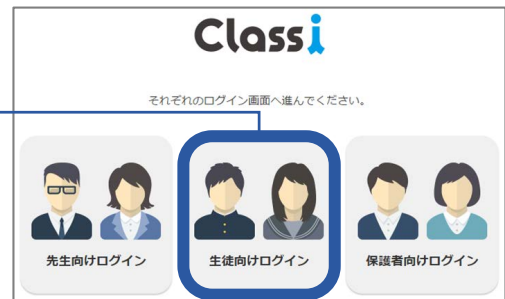 Classi
それぞれのログイン画面へ進んでください。
先生向けログイン
生徒向けログイン
保護者向けログイン